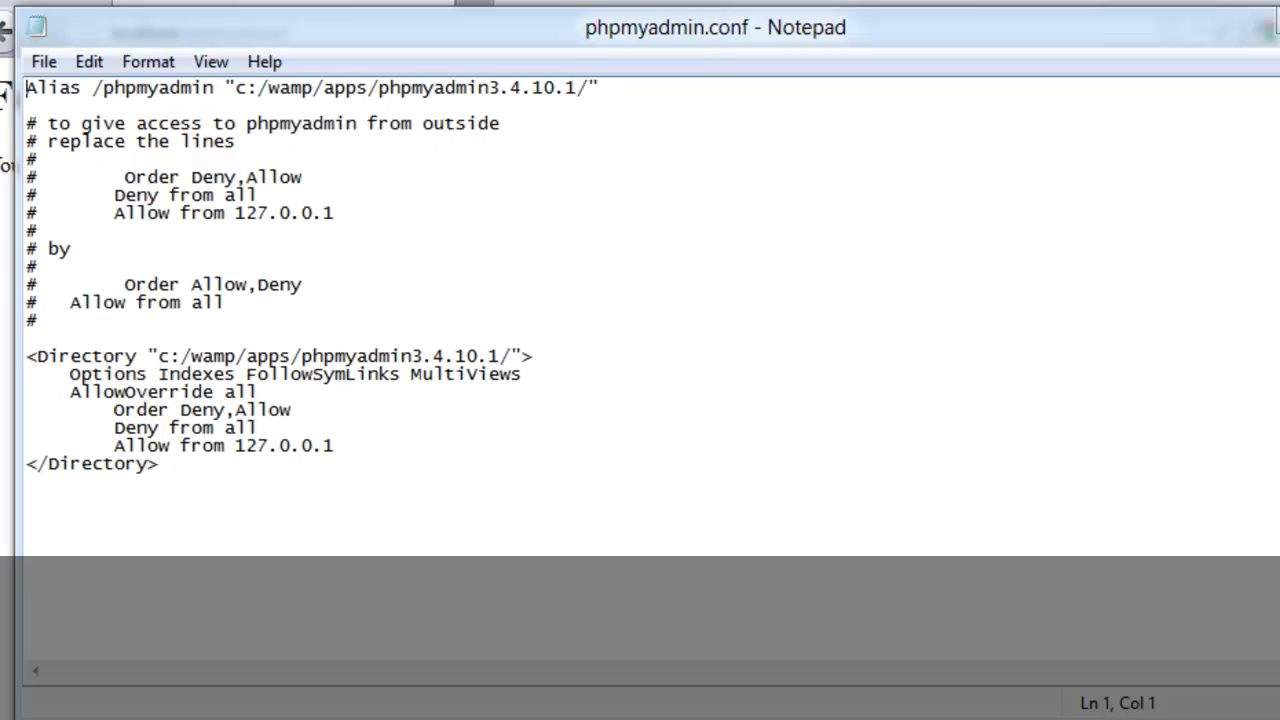 phpmyadmin.conf - Notepad
File Edit Format View Help
Alias /phpmyadmin "c:/wamp/apps/phpmyadmin3.4.10.1/"
# to give access to phpmyadmin from outside
# replace the lines
#
#        Order Deny,Allow
#       Deny from all
#       Allow from 127.0.0.1
#
# by
#
#        Order Allow,Deny
#   Allow from all
#
<Directory "c:/wamp/apps/phpmyadmin3.4.10.1/">
    Options Indexes FollowSymLinks MultiViews
    AllowOverride all
        Order Deny,Allow
        Deny from all
        Allow from 127.0.0.1
</Directory>
Ln 1, Col 1